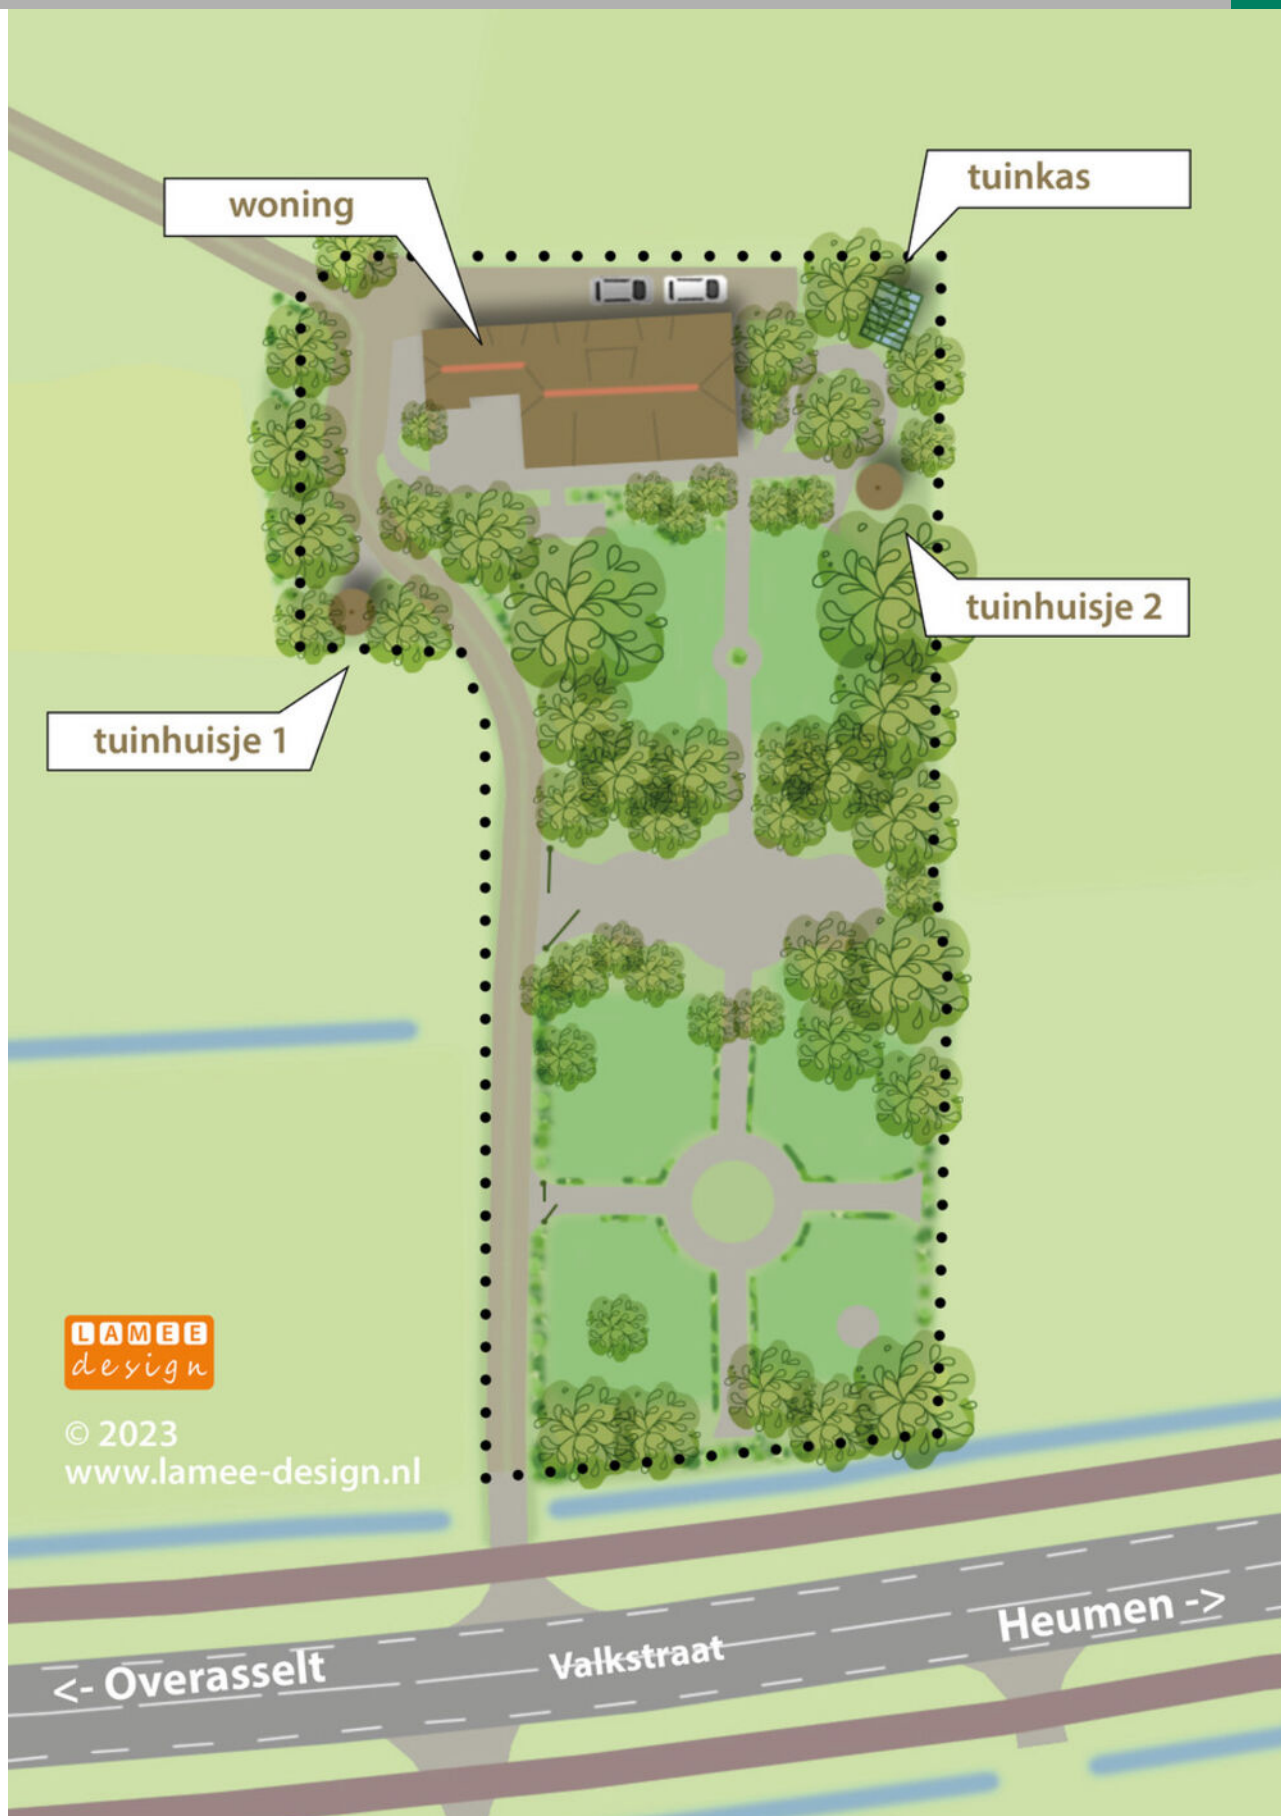 tuinkas
woning
tuinhuisje 2
tuinhuisje 1
LAMEE
design
© 2023
www.lamee-design.nl
Heumen ->
Valkstraat
<- Overasselt